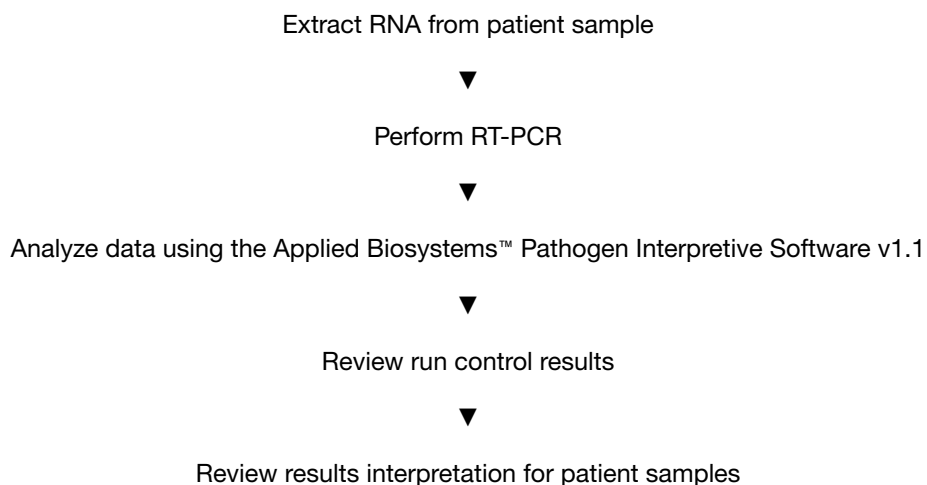 Extract RNA from patient sample
▼
Perform RT-PCR
▼
Analyze data using the Applied Biosystems™ Pathogen Interpretive Software v1.1
▼
Review run control results
▼
Review results interpretation for patient samples